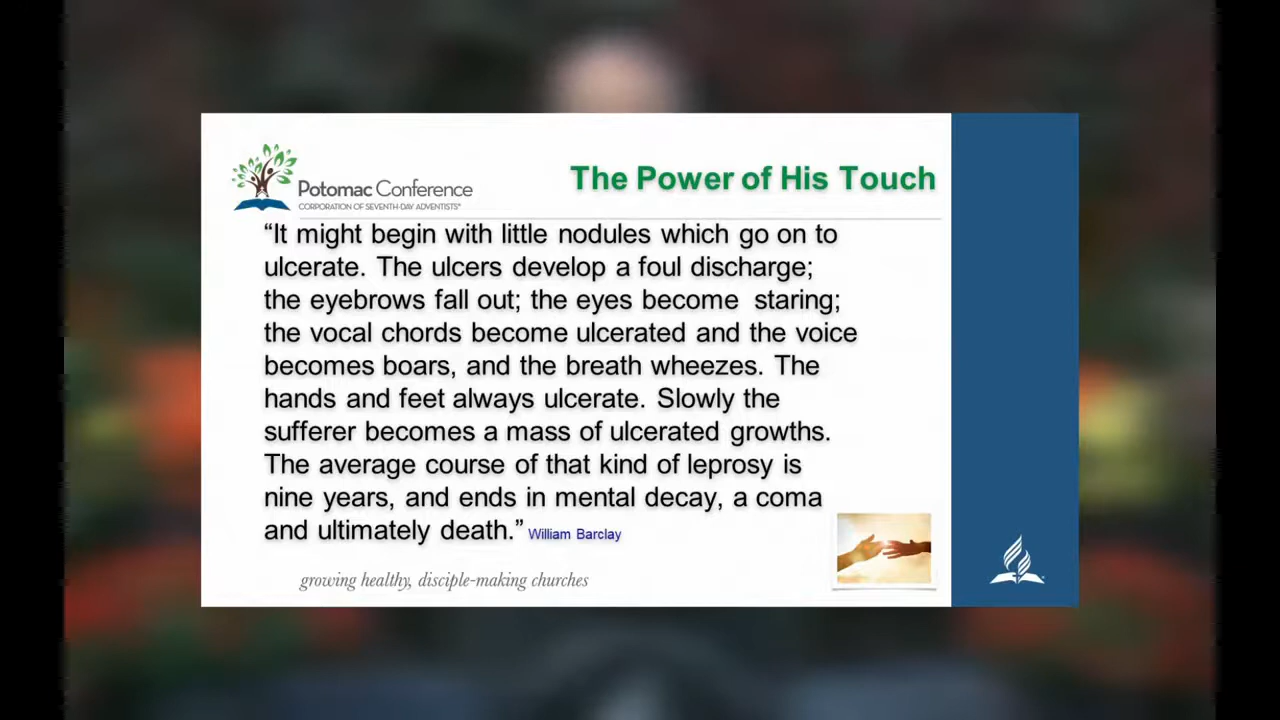 Potomac Conference
CORPORATION OF SEVENTH-DAY ADVENTISTS®
The Power of His Touch
“It might begin with little nodules which go on to
ulcerate. The ulcers develop a foul discharge;
the eyebrows fall out; the eyes become staring;
the vocal chords become ulcerated and the voice
becomes boars, and the breath wheezes. The
hands and feet always ulcerate. Slowly the
sufferer becomes a mass of ulcerated growths.
The average course of that kind of leprosy is
nine years, and ends in mental decay, a coma
and ultimately death.” William Barclay
growing healthy, disciple-making churches